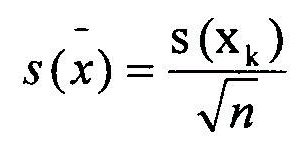 s(x̄) = s(x_k) / √n